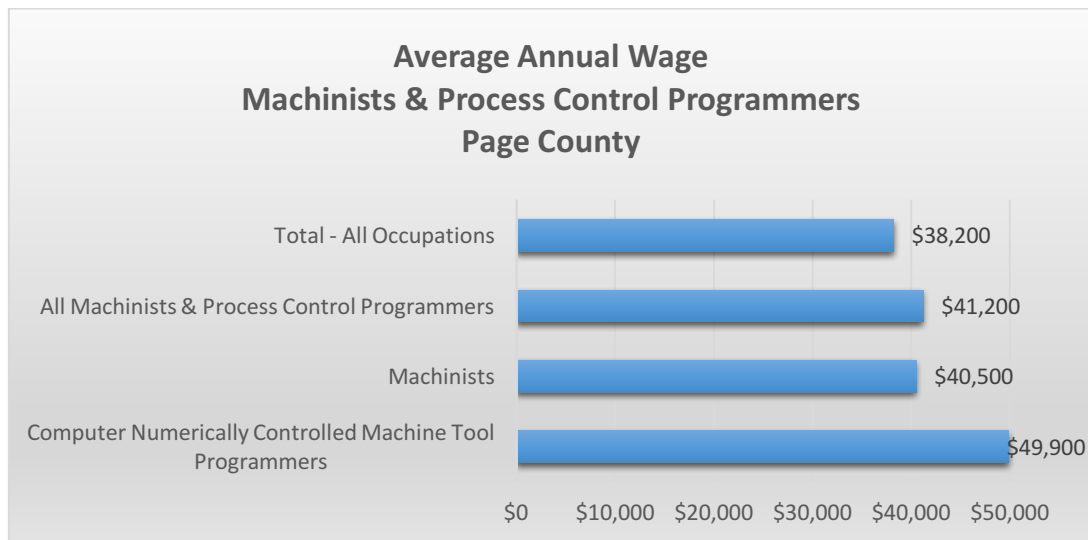 Average Annual Wage
Machinists & Process Control Programmers
Page County
Total - All Occupations
$38,200
All Machinists & Process Control Programmers
$41,200
Machinists
$40,500
Computer Numerically Controlled Machine Tool
Programmers
$49,900
$0 $10,000 $20,000 $30,000 $40,000 $50,000